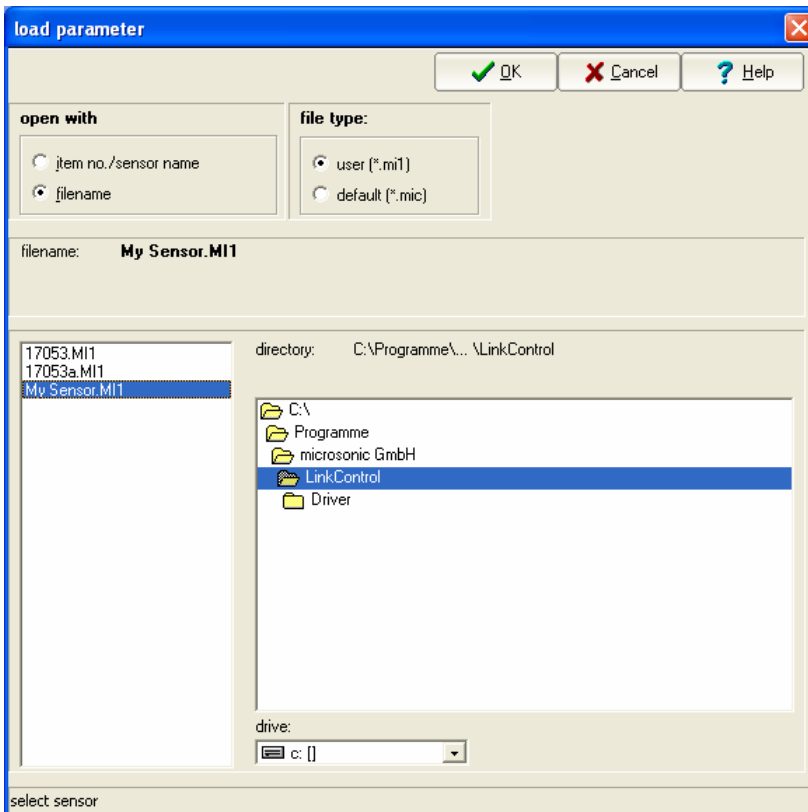 load parameter
OK Cancel Help
open with
item no./sensor name
filename
file type:
user (*.mi1)
default (*.mic)
filename: My Sensor.MI1
17053.MI1
17053a.MI1
My Sensor.MI1
directory: C:\Programme\... \LinkControl
C:\
Programme
microsonic GmbH
LinkControl
Driver
drive:
c: []
select sensor